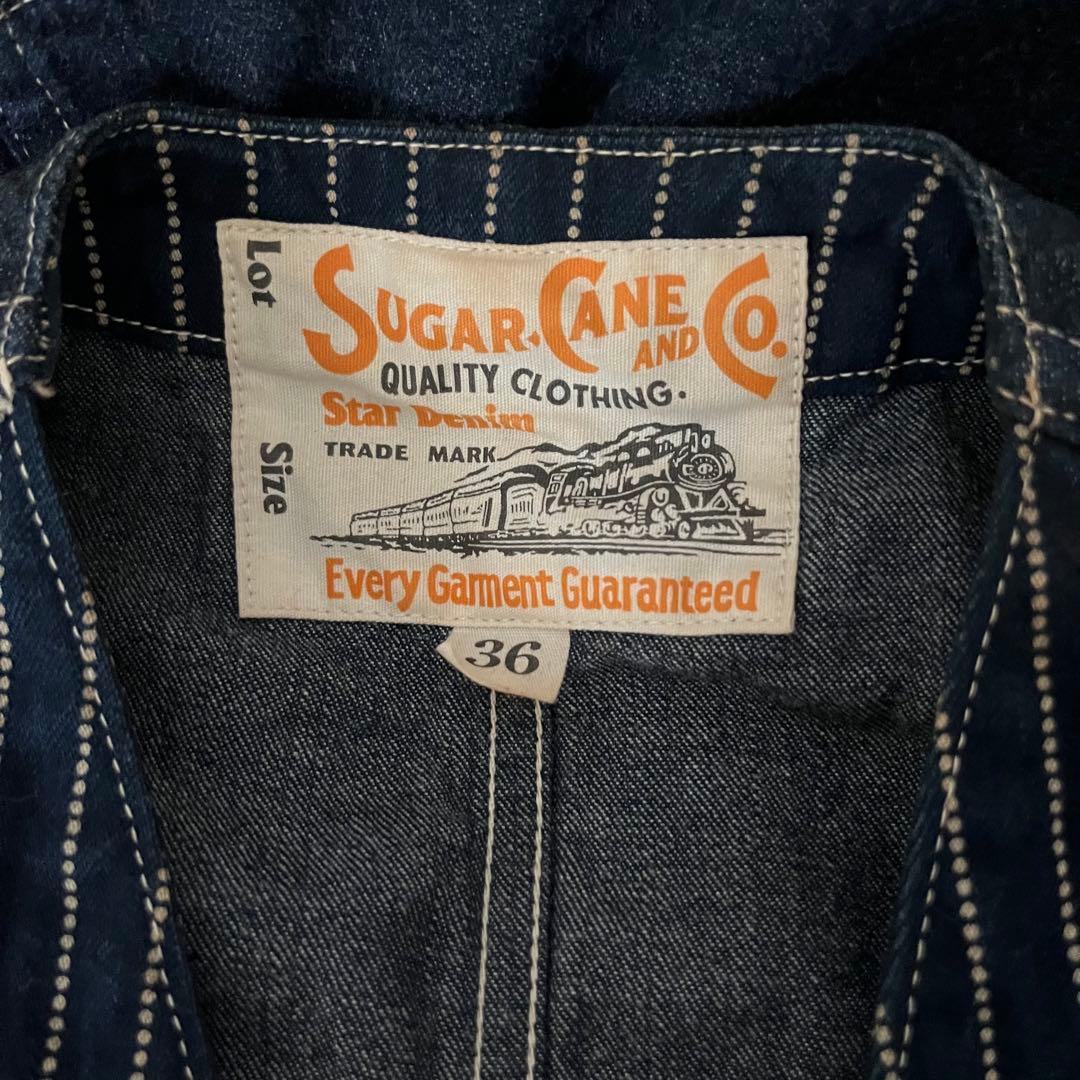 Lot
Size
SUGAR.CANE AND CO.
QUALITY CLOTHING.
Star Denim
TRADE MARK
Every Garment Guaranteed
36